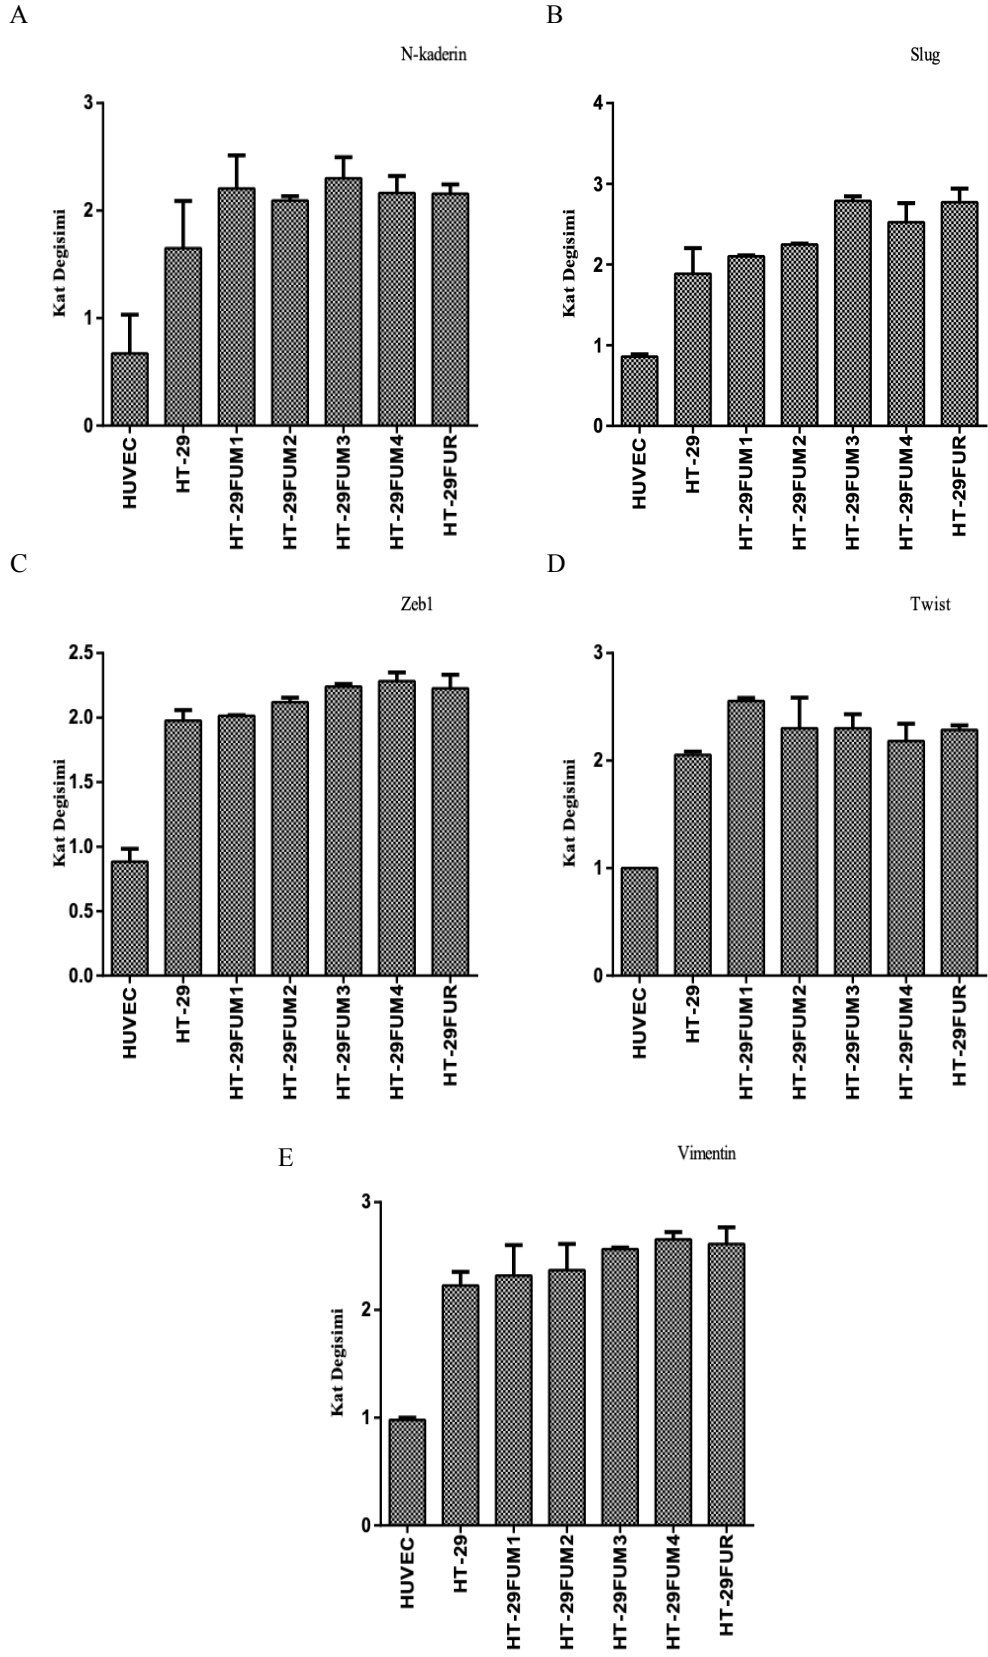 A
N-kaderin
3
2
1
0
Kat Degisimi
HUVEC
HT-29
HT-29FUM1
HT-29FUM2
HT-29FUM3
HT-29FUM4
HT-29FUR
B
Slug
4
3
2
1
0
Kat Degisimi
HUVEC
HT-29
HT-29FUM1
HT-29FUM2
HT-29FUM3
HT-29FUM4
HT-29FUR
C
Zeb1
2.5
2.0
1.5
1.0
0.5
0.0
Kat Degisimi
HUVEC
HT-29
HT-29FUM1
HT-29FUM2
HT-29FUM3
HT-29FUM4
HT-29FUR
D
Twist
3
2
1
0
Kat Degisimi
HUVEC
HT-29
HT-29FUM1
HT-29FUM2
HT-29FUM3
HT-29FUM4
HT-29FUR
E
Vimentin
3
2
1
0
Kat Degisimi
HUVEC
HT-29
HT-29FUM1
HT-29FUM2
HT-29FUM3
HT-29FUM4
HT-29FUR